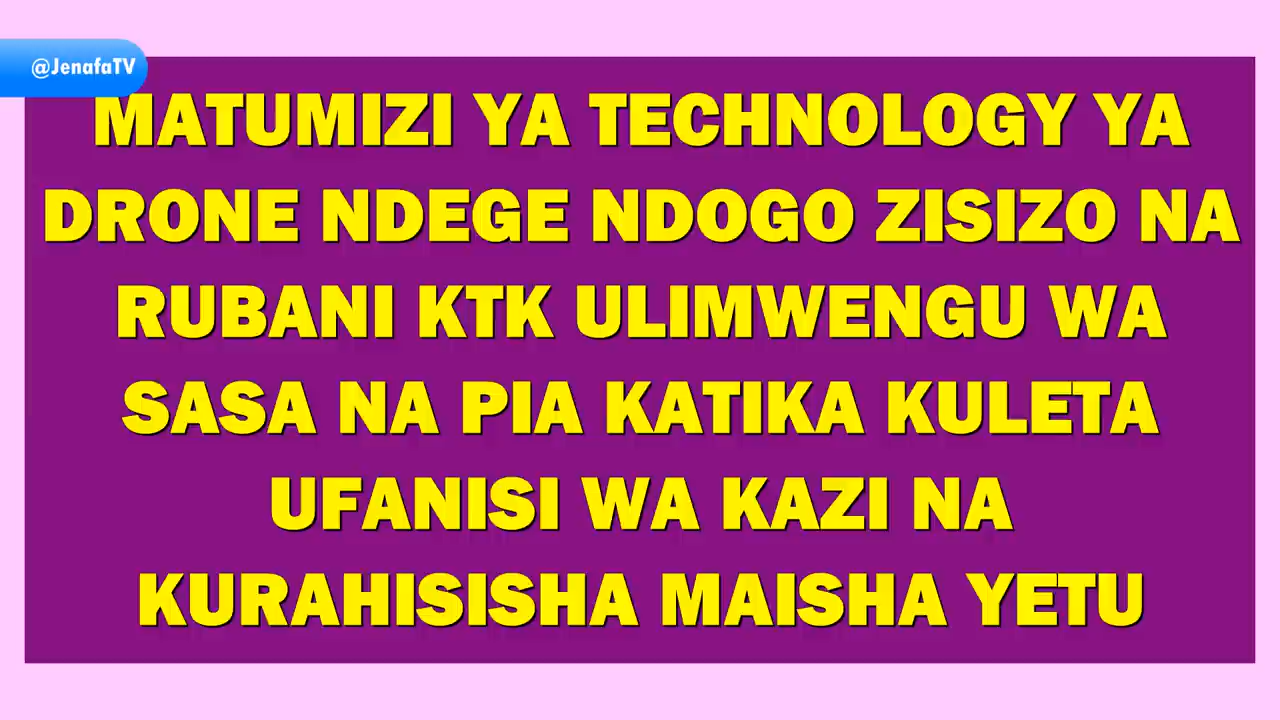 @JenafaTV
MATUMIZI YA TECHNOLOGY YA
DRONE NDEGE NDOGO ZISIZO NA
RUBANI KTK ULIMWENGU WA
SASA NA PIA KATIKA KULETA
UFANISI WA KAZI NA
KURAHISISHA MAISHA YETU